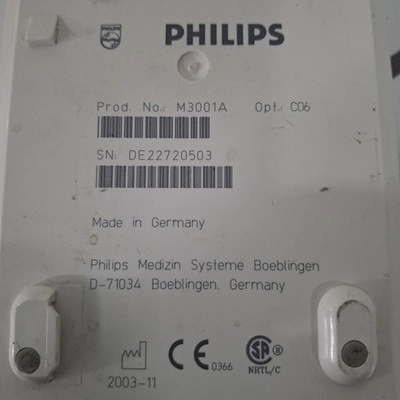 PHILIPS
Prod. No.: M3001A Opt.: C06
SN: DE22720503
Made in Germany
Philips Medizin Systeme Boeblingen
D-71034 Boeblingen, Germany
CE 0366
SA ®
NRTL/C
2003-11